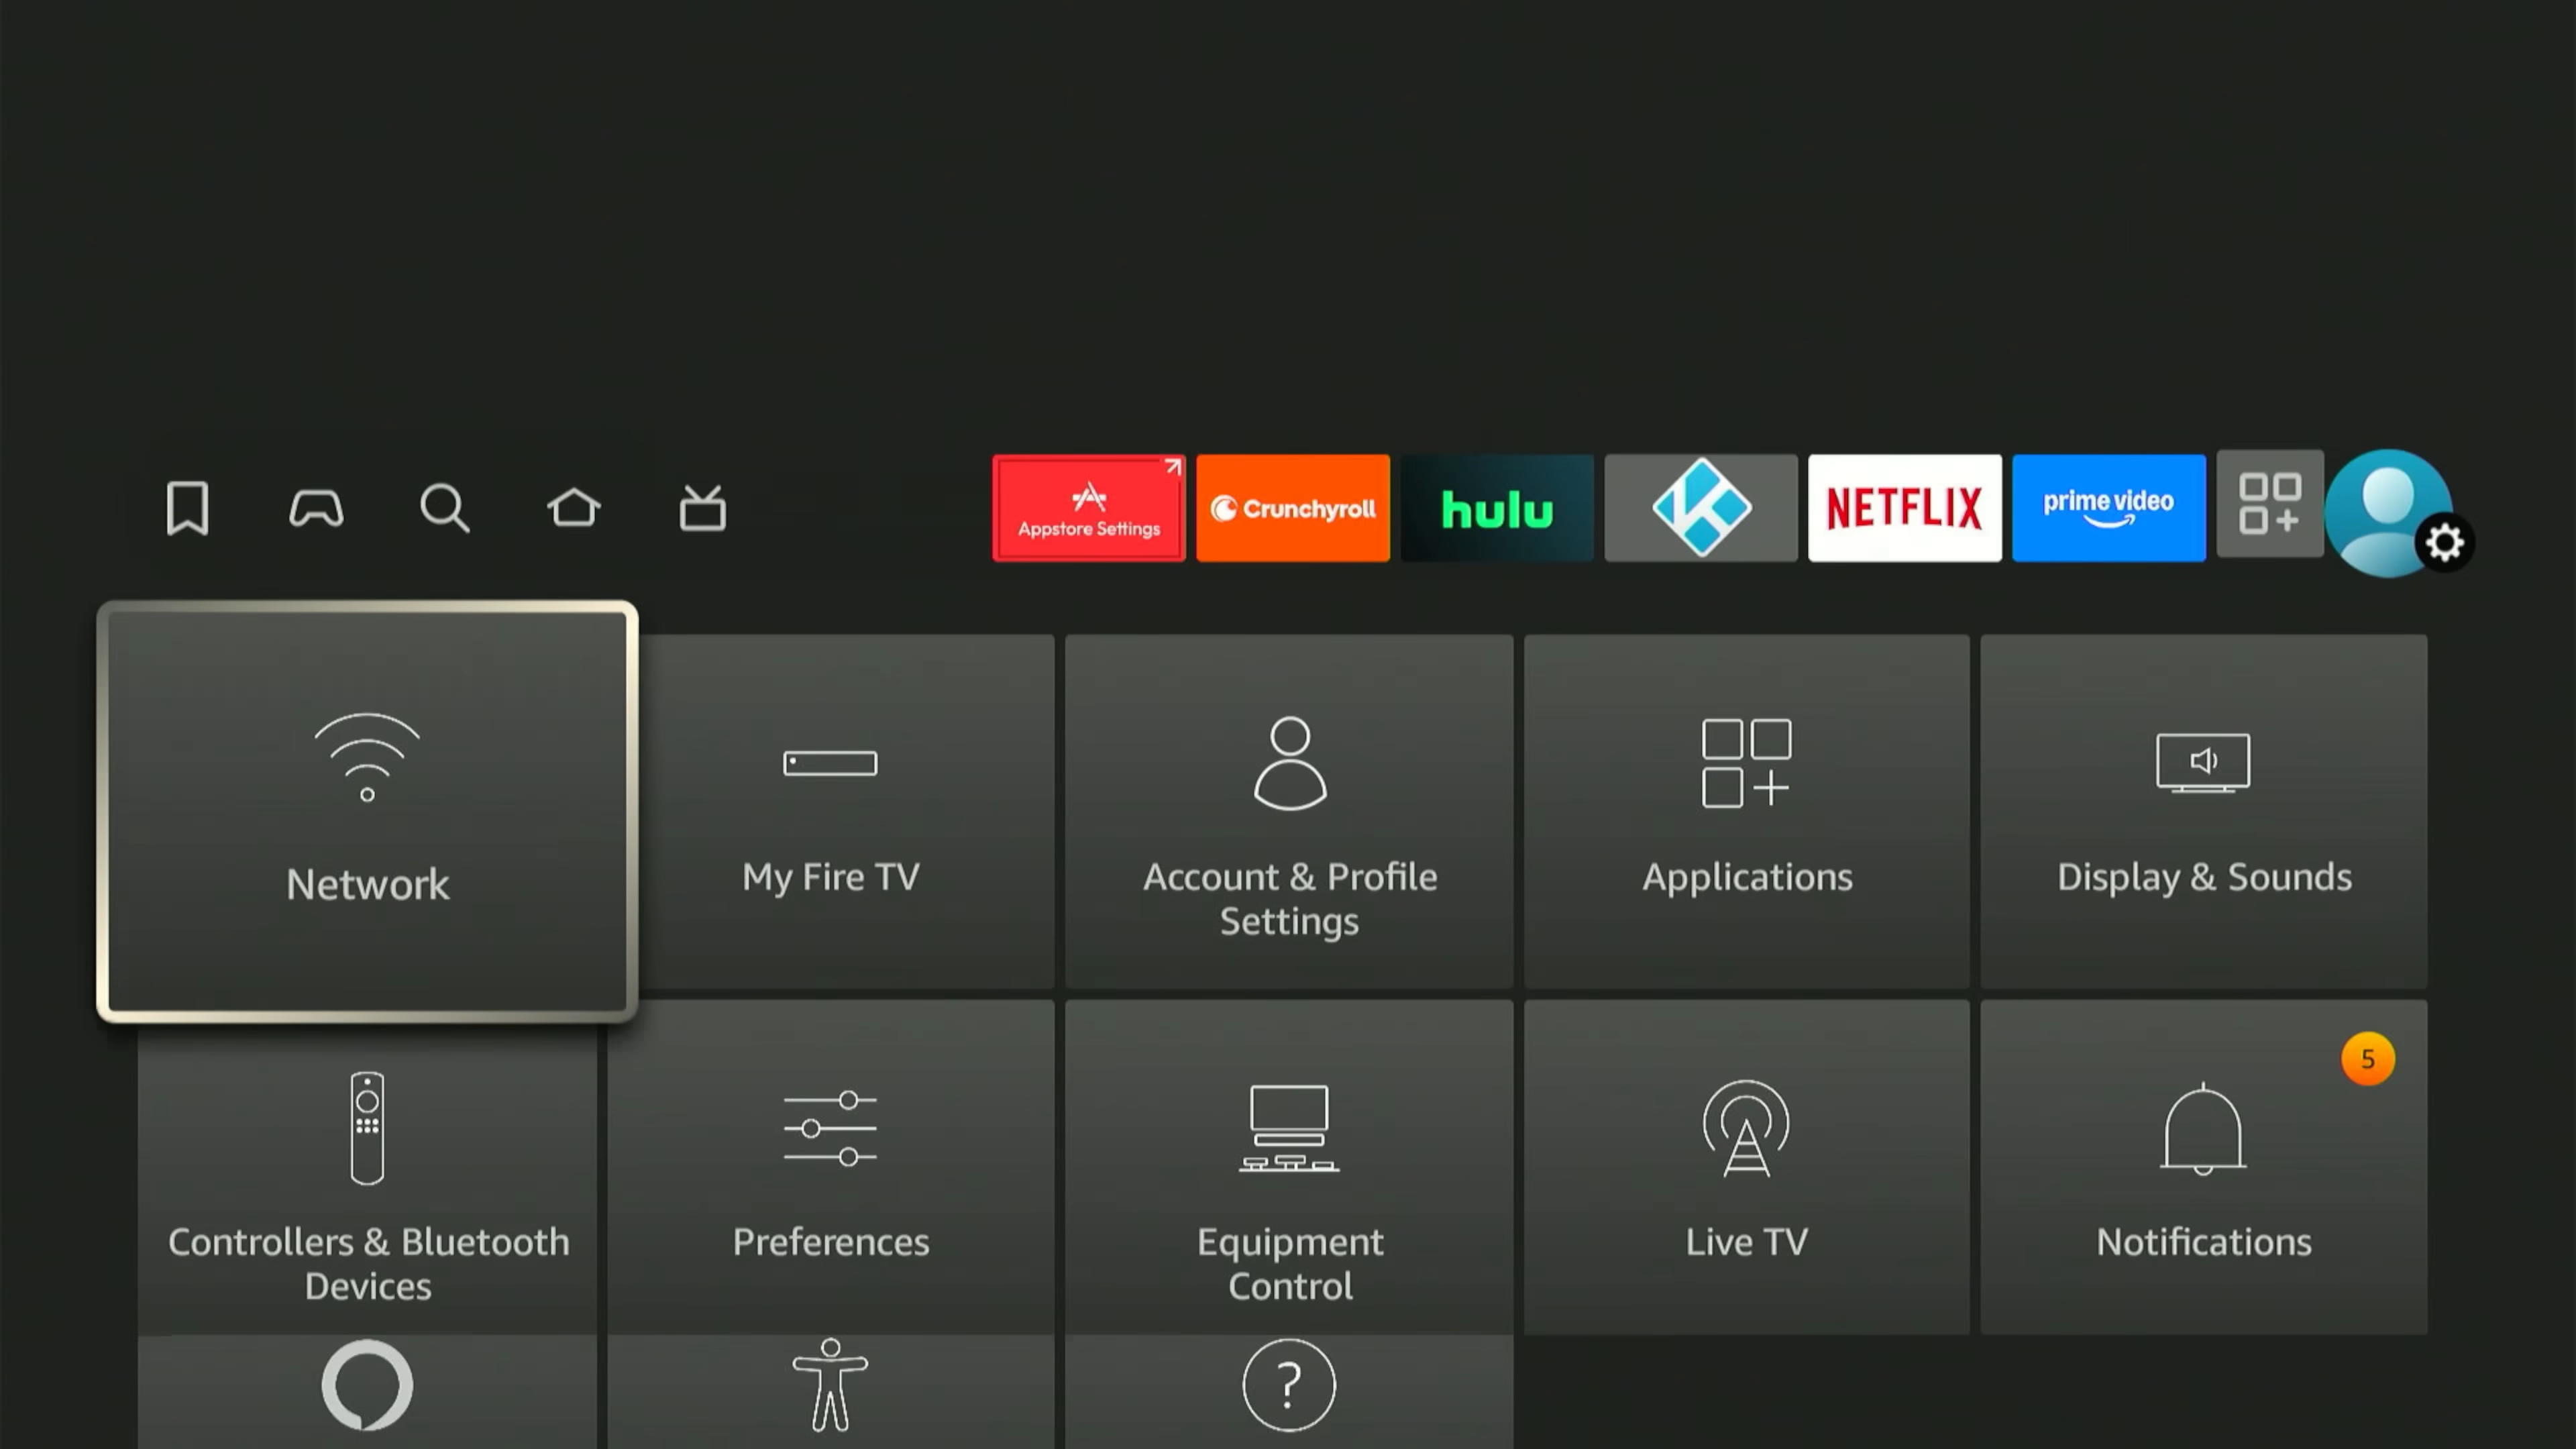 Appstore Settings
Crunchyroll
hulu
NETFLIX
prime video
Network
My Fire TV
Account & Profile
Settings
Applications
Display & Sounds
5
Controllers & Bluetooth
Devices
Preferences
Equipment
Control
Live TV
Notifications
?